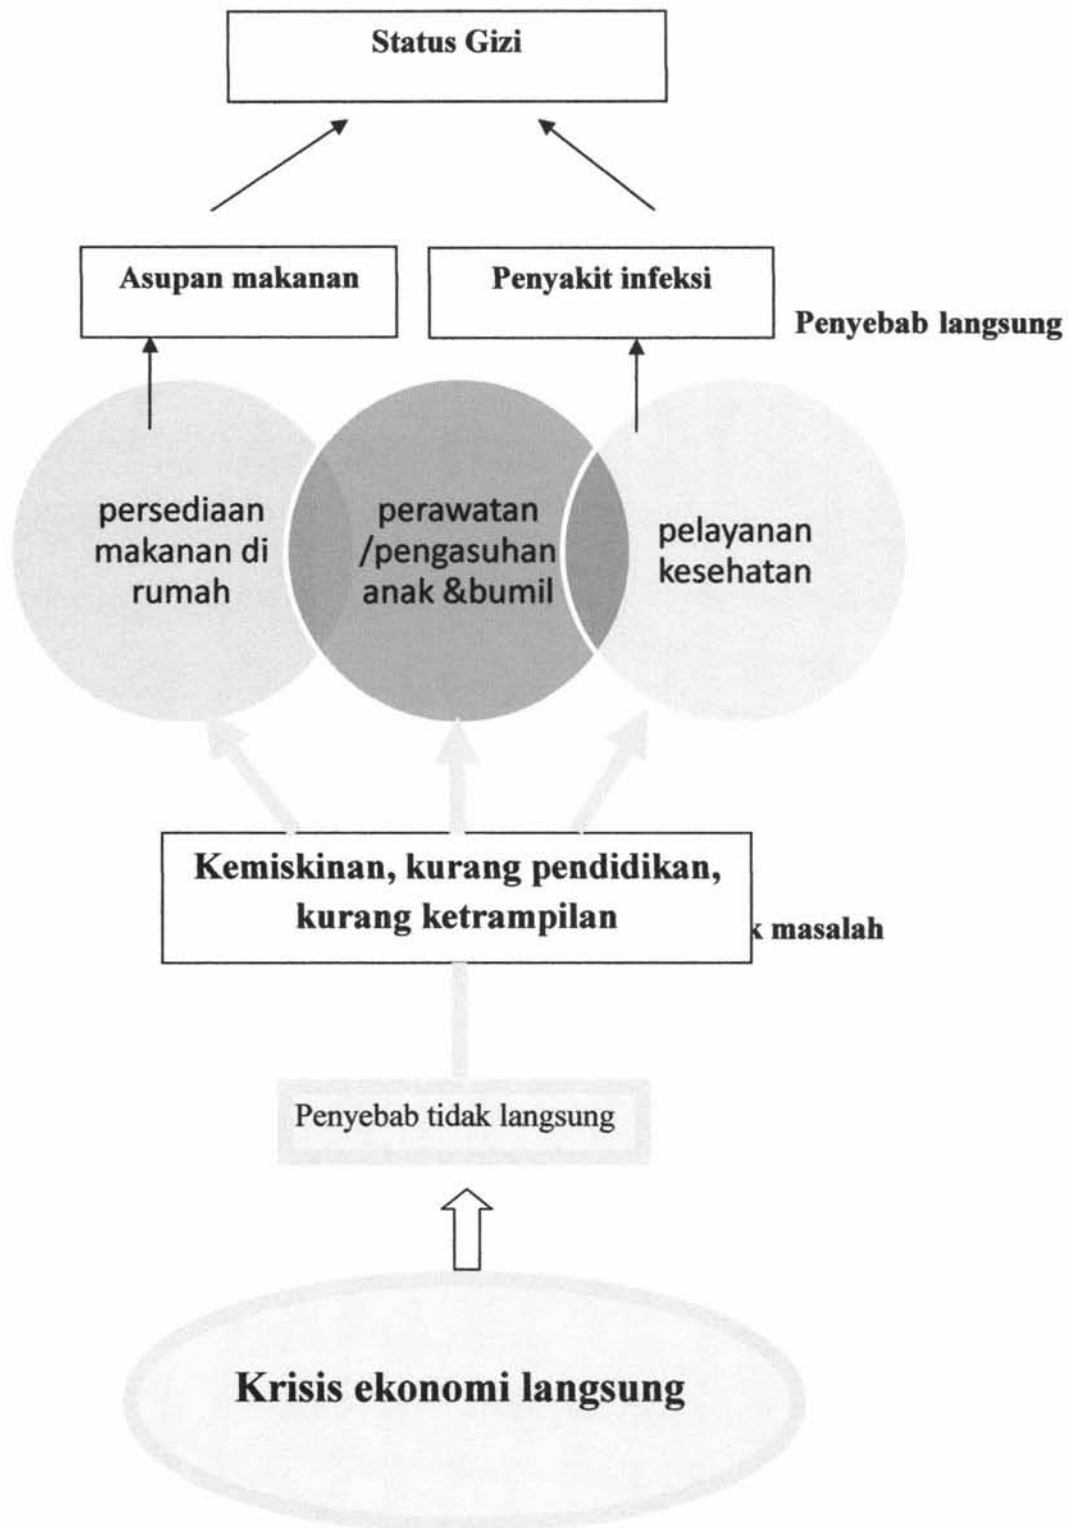 Status Gizi
Asupan makanan
Penyakit infeksi
Penyebab langsung
persediaan
makanan di
rumah
perawatan
/pengasuhan
anak &bumil
pelayanan
kesehatan
Kemiskinan, kurang pendidikan,
kurang ketrampilan
masalah
Penyebab tidak langsung
Krisis ekonomi langsung